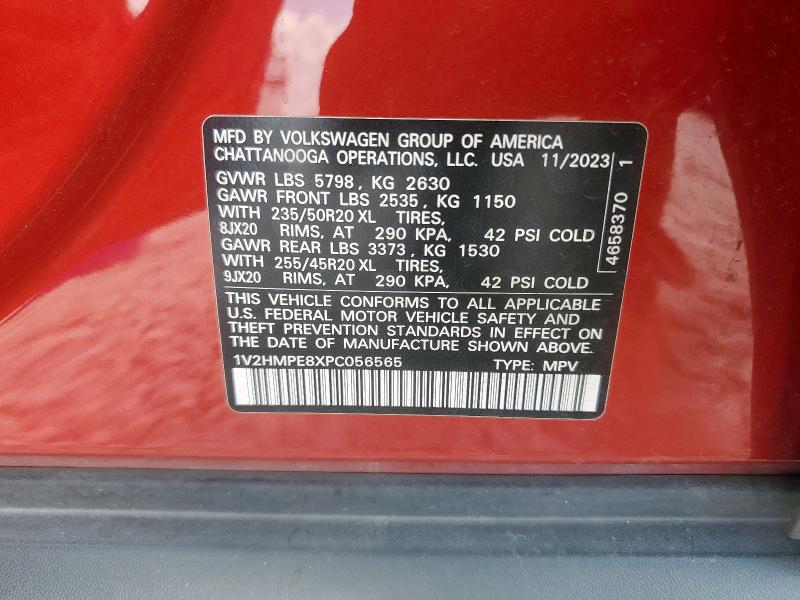 MFD BY VOLKSWAGEN GROUP OF AMERICA
CHATTANOOGA OPERATIONS, LLC. USA 11/2023
GVWR LBS 5798, KG 2630
GAWR FRONT LBS 2535, KG 1150
WITH 235/50R20 XL TIRES,
8JX20 RIMS, AT 290 KPA, 42 PSI COLD
GAWR REAR LBS 3373, KG 1530
WITH 255/45R20 XL TIRES,
9JX20 RIMS, AT 290 KPA, 42 PSI COLD
THIS VEHICLE CONFORMS TO ALL APPLICABLE
U.S. FEDERAL MOTOR VEHICLE SAFETY AND
THEFT PREVENTION STANDARDS IN EFFECT ON
THE DATE OF MANUFACTURE SHOWN ABOVE.
1V2HMPE8XPC056565 TYPE: MPV
4658370 1